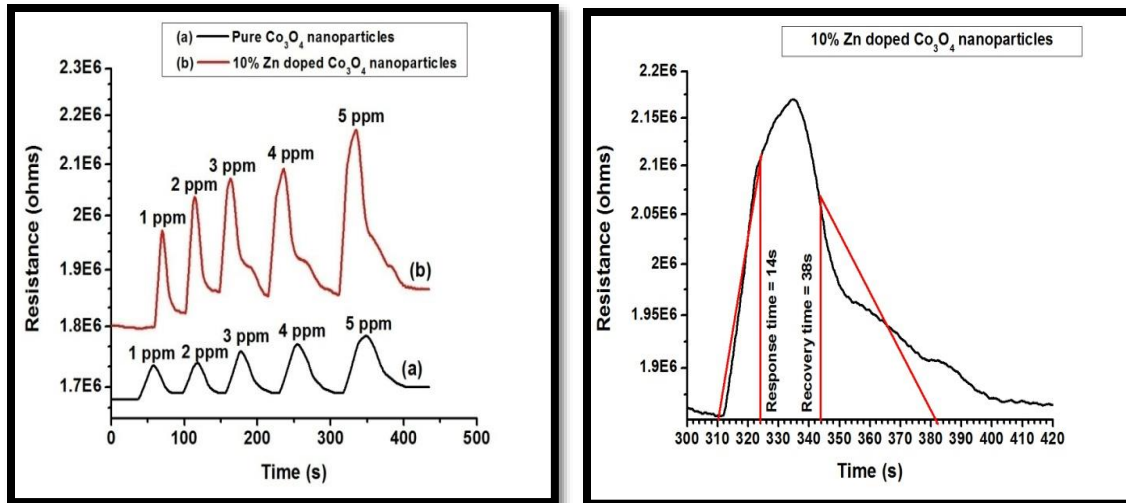 (a) — Pure Co₃O₄ nanoparticles
(b) — 10% Zn doped Co₃O₄ nanoparticles
2.3E6
2.2E6
2.1E6
2E6
1.9E6
1.8E6
1.7E6
Resistance (ohms)
1 ppm
2 ppm
3 ppm
4 ppm
5 ppm
(b)
1 ppm
2 ppm
3 ppm
4 ppm
5 ppm
(a)
0 100 200 300 400 500
Time (s)
10% Zn doped Co₃O₄ nanoparticles
2.2E6
2.15E6
2.1E6
2.05E6
2E6
1.95E6
1.9E6
Resistance (ohms)
Response time = 14s
Recovery time = 38s
300 310 320 330 340 350 360 370 380 390 400 410 420
Time (s)